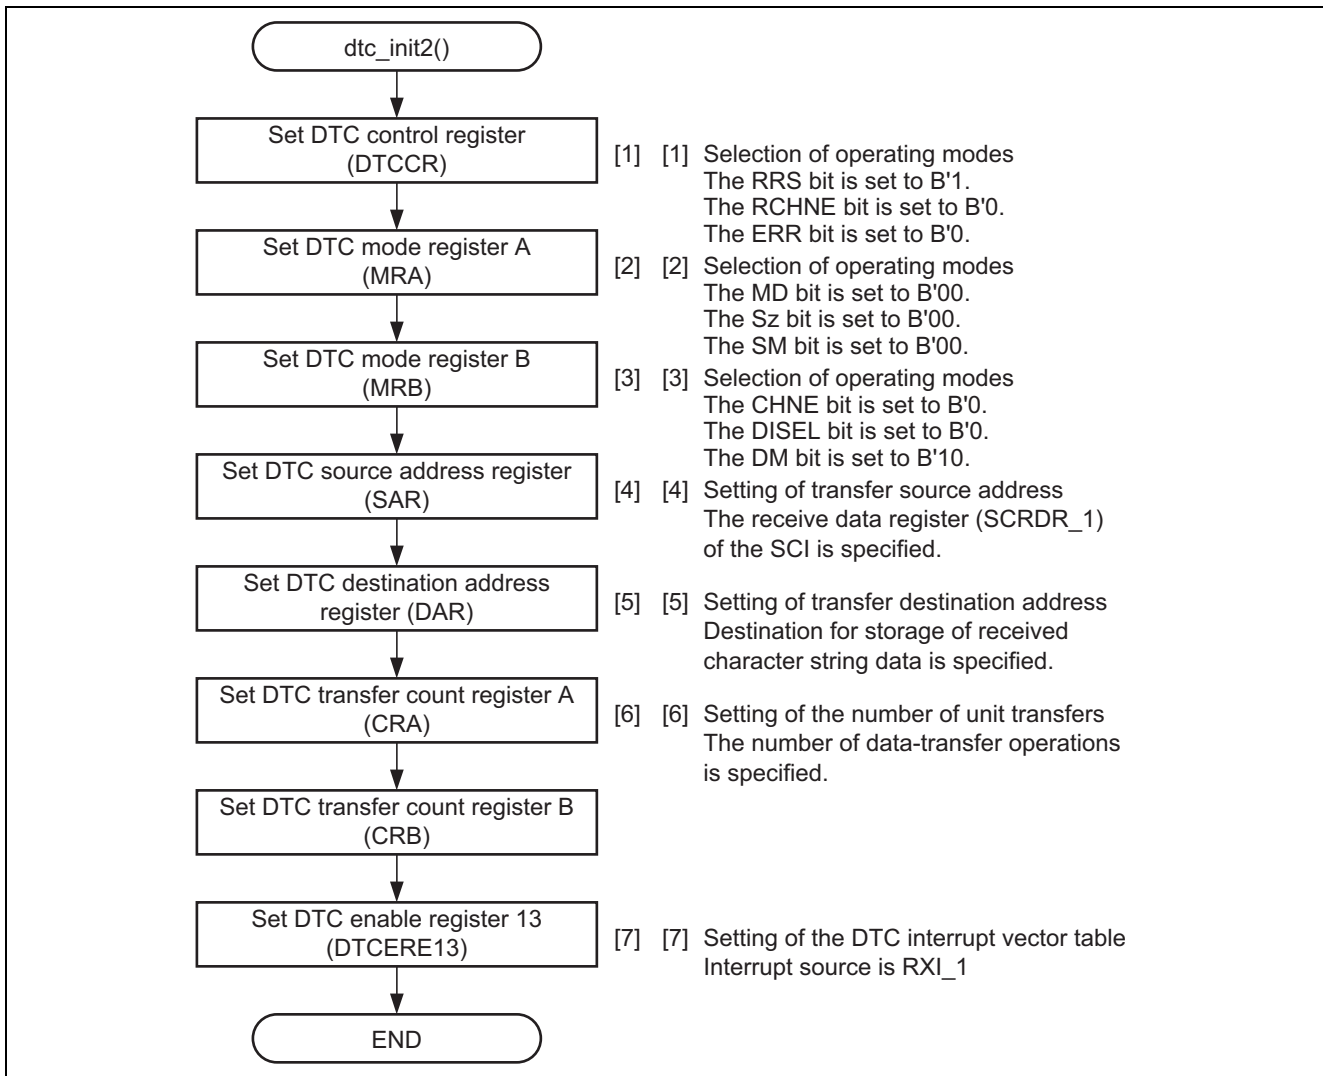 dtc_init2()
Set DTC control register
(DTCCR)
[1] [1] Selection of operating modes
The RRS bit is set to B'1.
The RCHNE bit is set to B'0.
The ERR bit is set to B'0.
Set DTC mode register A
(MRA)
[2] [2] Selection of operating modes
The MD bit is set to B'00.
The Sz bit is set to B'00.
The SM bit is set to B'00.
Set DTC mode register B
(MRB)
[3] [3] Selection of operating modes
The CHNE bit is set to B'0.
The DISEL bit is set to B'0.
The DM bit is set to B'10.
Set DTC source address register
(SAR)
[4] [4] Setting of transfer source address
The receive data register (SCRDR_1)
of the SCI is specified.
Set DTC destination address
register (DAR)
[5] [5] Setting of transfer destination address
Destination for storage of received
character string data is specified.
Set DTC transfer count register A
(CRA)
[6] [6] Setting of the number of unit transfers
The number of data-transfer operations
is specified.
Set DTC transfer count register B
(CRB)
Set DTC enable register 13
(DTCERE13)
[7] [7] Setting of the DTC interrupt vector table
Interrupt source is RXI_1
END